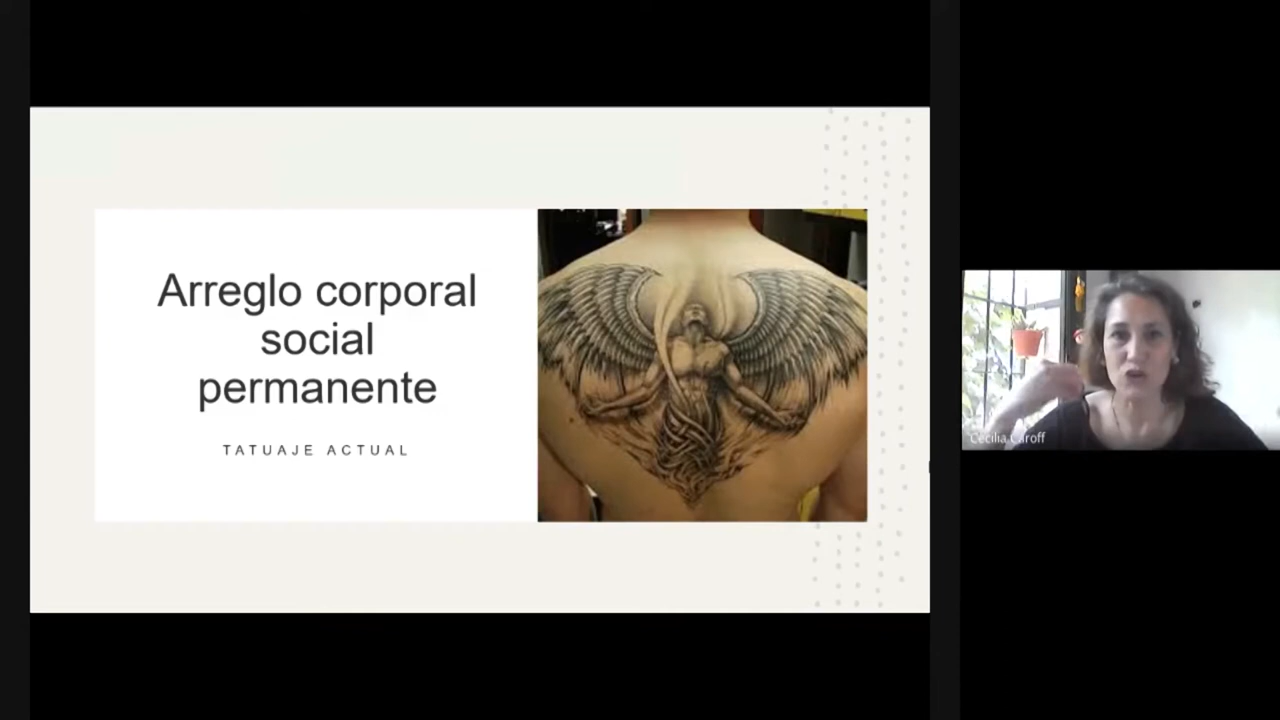 Arreglo corporal
social
permanente
TATUAJE ACTUAL
Cecilia Caroff